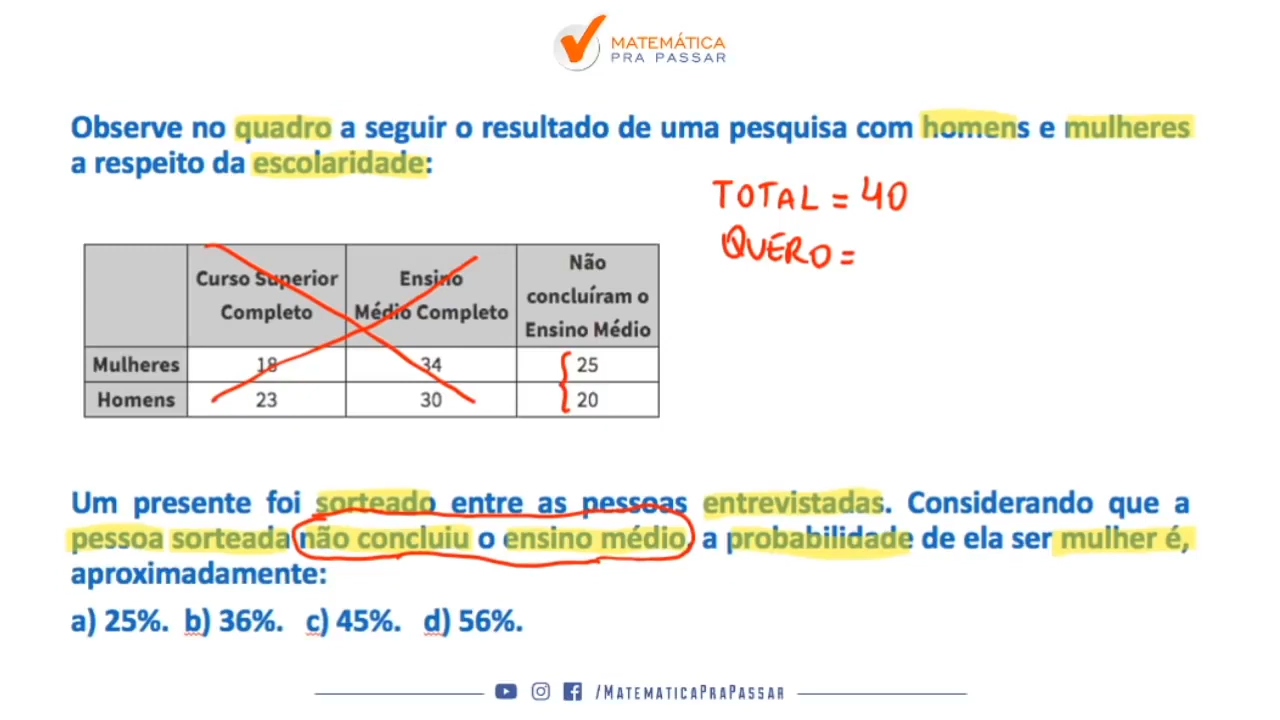 MATEMÁTICA
PRA PASSAR
Observe no quadro a seguir o resultado de uma pesquisa com homens e mulheres
a respeito da escolaridade:
TOTAL = 40
QUERO =
Curso Superior Completo Ensino Médio Completo Não concluíram o Ensino Médio
Mulheres 18 34 25
Homens 23 30 20
Um presente foi sorteado entre as pessoas entrevistadas. Considerando que a
pessoa sorteada não concluiu o ensino médio, a probabilidade de ela ser mulher é,
aproximadamente:
a) 25%. b) 36%. c) 45%. d) 56%.
/MATEMATICAPRAPASSAR